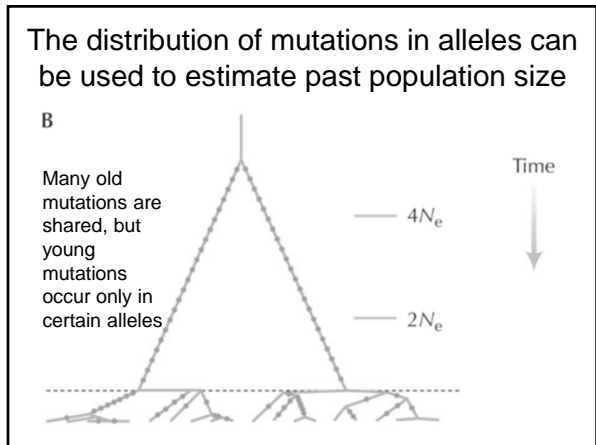 The distribution of mutations in alleles can
be used to estimate past population size
B
Many old
mutations are
shared, but
young
mutations
occur only in
certain alleles
Time
4Ne
2Ne